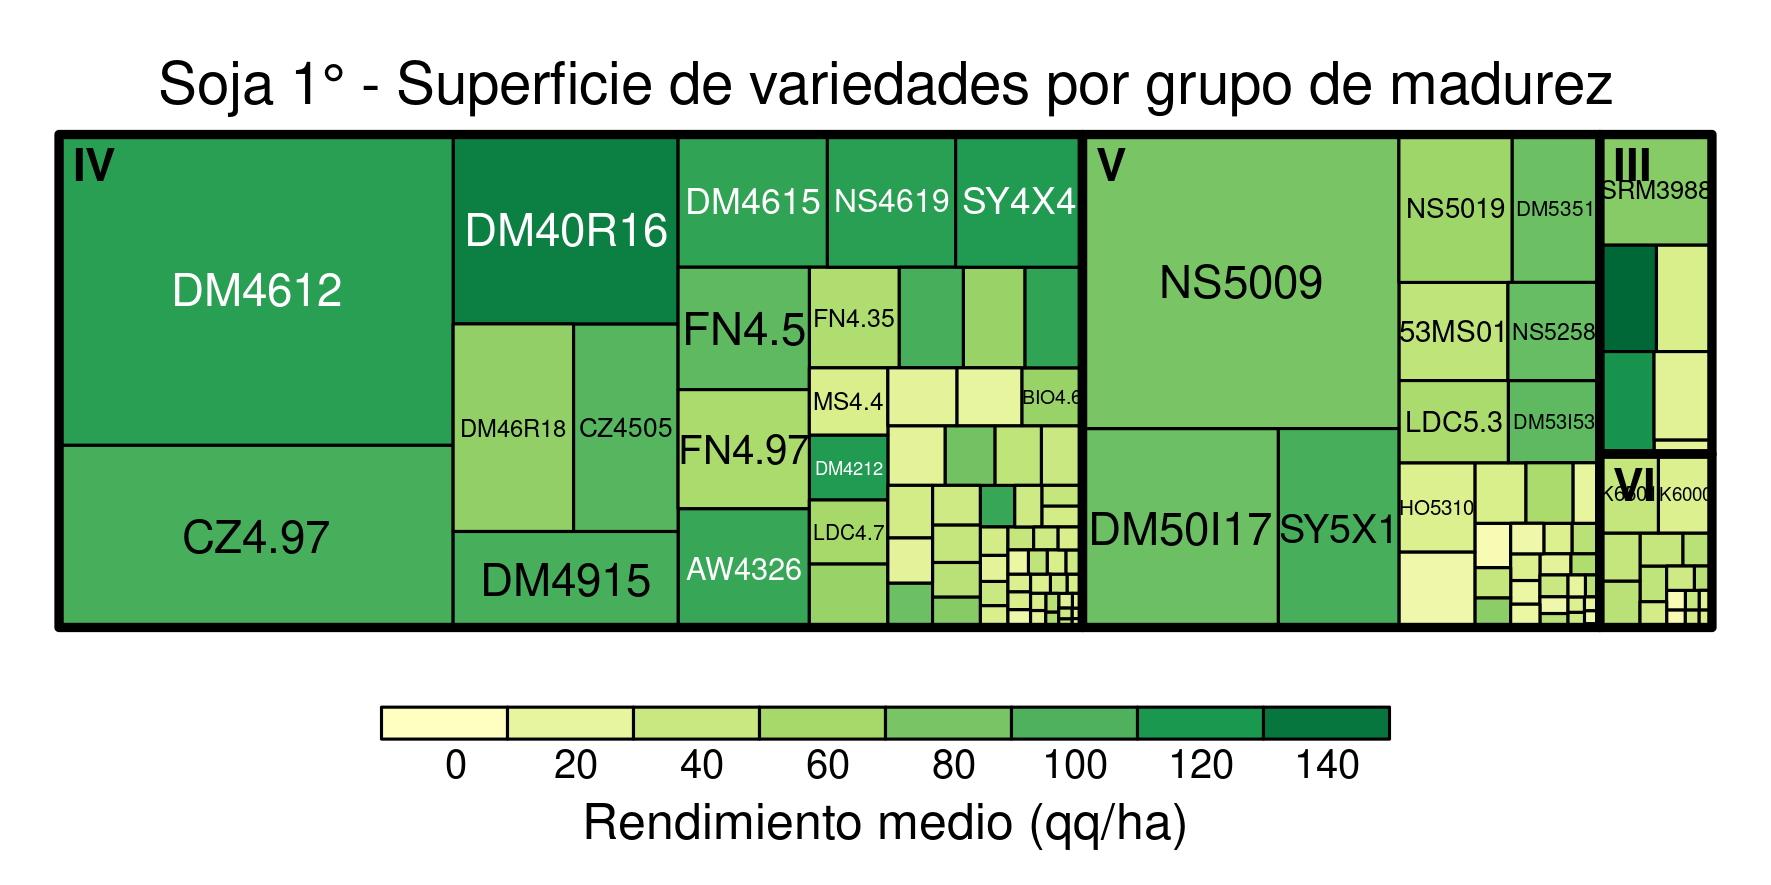 Soja 1° - Superficie de variedades por grupo de madurez
IV
DM4612
CZ4.97
DM40R16
DM46R18
CZ4505
DM4915
DM4615
NS4619
SY4X4
FN4.5
FN4.35
FN4.97
MS4.4
BIO4.6
DM4212
LDC4.7
AW4326
V
NS5009
DM50I17
SY5X1
NS5019
DM5351
53MS01
NS5258
LDC5.3
DM53I53
HO5310
III
SRM3988
VI
K6000
0 20 40 60 80 100 120 140
Rendimiento medio (qq/ha)